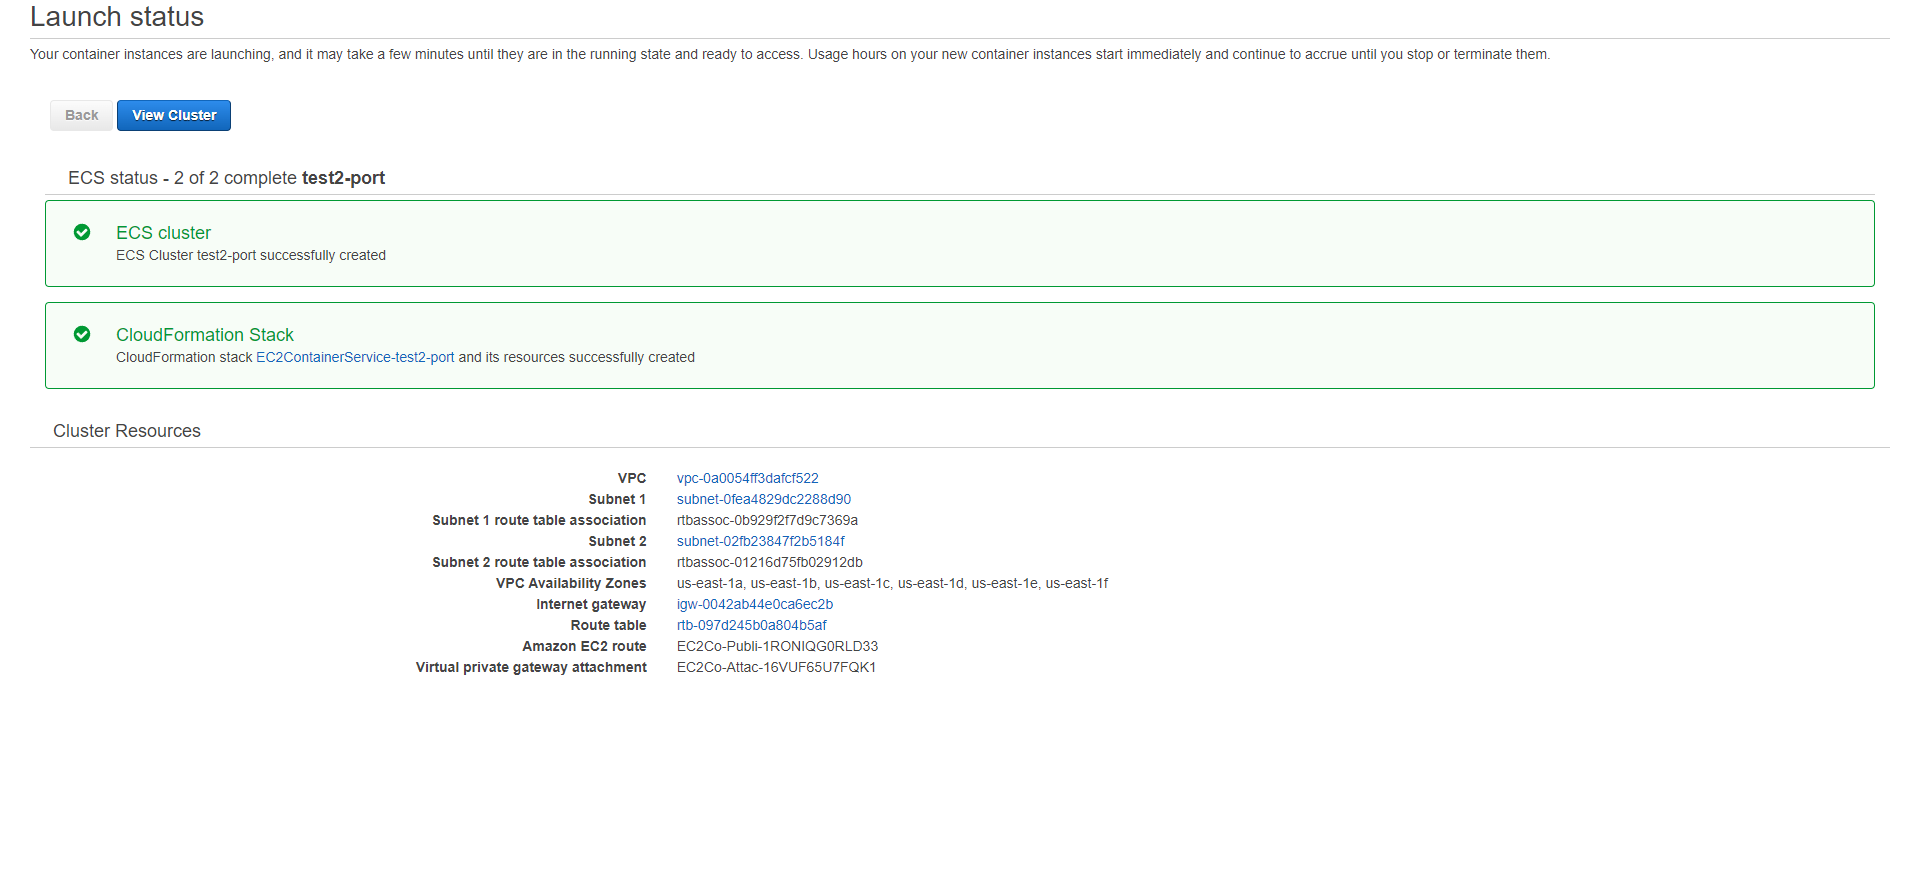 Launch status
Your container instances are launching, and it may take a few minutes until they are in the running state and ready to access. Usage hours on your new container instances start immediately and continue to accrue until you stop or terminate them.
Back View Cluster
ECS status - 2 of 2 complete test2-port
ECS cluster
ECS Cluster test2-port successfully created
CloudFormation Stack
CloudFormation stack EC2ContainerService-test2-port and its resources successfully created
Cluster Resources
VPC vpc-0a0054ff3dafcf522
Subnet 1 subnet-0fea4829dc2288d90
Subnet 1 route table association rtbassoc-0b929f2f7d9c7369a
Subnet 2 subnet-02fb23847f2b5184f
Subnet 2 route table association rtbassoc-01216d75fb02912db
VPC Availability Zones us-east-1a, us-east-1b, us-east-1c, us-east-1d, us-east-1e, us-east-1f
Internet gateway igw-0042ab44e0ca6ec2b
Route table rtb-097d245b0a804b5af
Amazon EC2 route EC2Co-Publi-1RONIQG0RLD33
Virtual private gateway attachment EC2Co-Attac-16VUF65U7FQK1